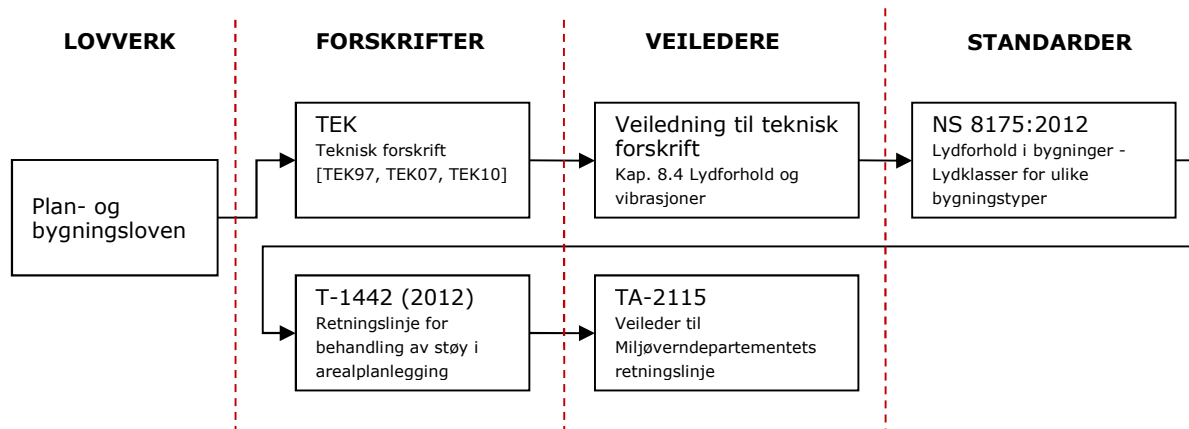 LOVVERK
FORSKRIFTER
VEILEDERE
STANDARDER
Plan- og
bygningsloven
TEK
Teknisk forskrift
[TEK97, TEK07, TEK10]
Veiledning til teknisk
forskrift
Kap. 8.4 Lydforhold og
vibrasjoner
NS 8175:2012
Lydforhold i bygninger -
Lydklasser for ulike
bygningstyper
T-1442 (2012)
Retningslinje for
behandling av støy i
arealplanlegging
TA-2115
Veileder til
Miljøverndepartementets
retningslinje